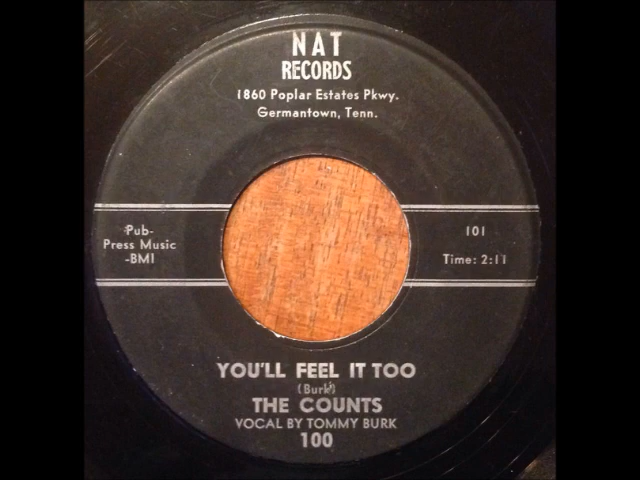 NAT
RECORDS
1860 Poplar Estates Pkwy.
Germantown, Tenn.
Pub-
Press Music
-BMI
101
Time: 2:11
YOU'LL FEEL IT TOO
(Burk)
THE COUNTS
VOCAL BY TOMMY BURK
100